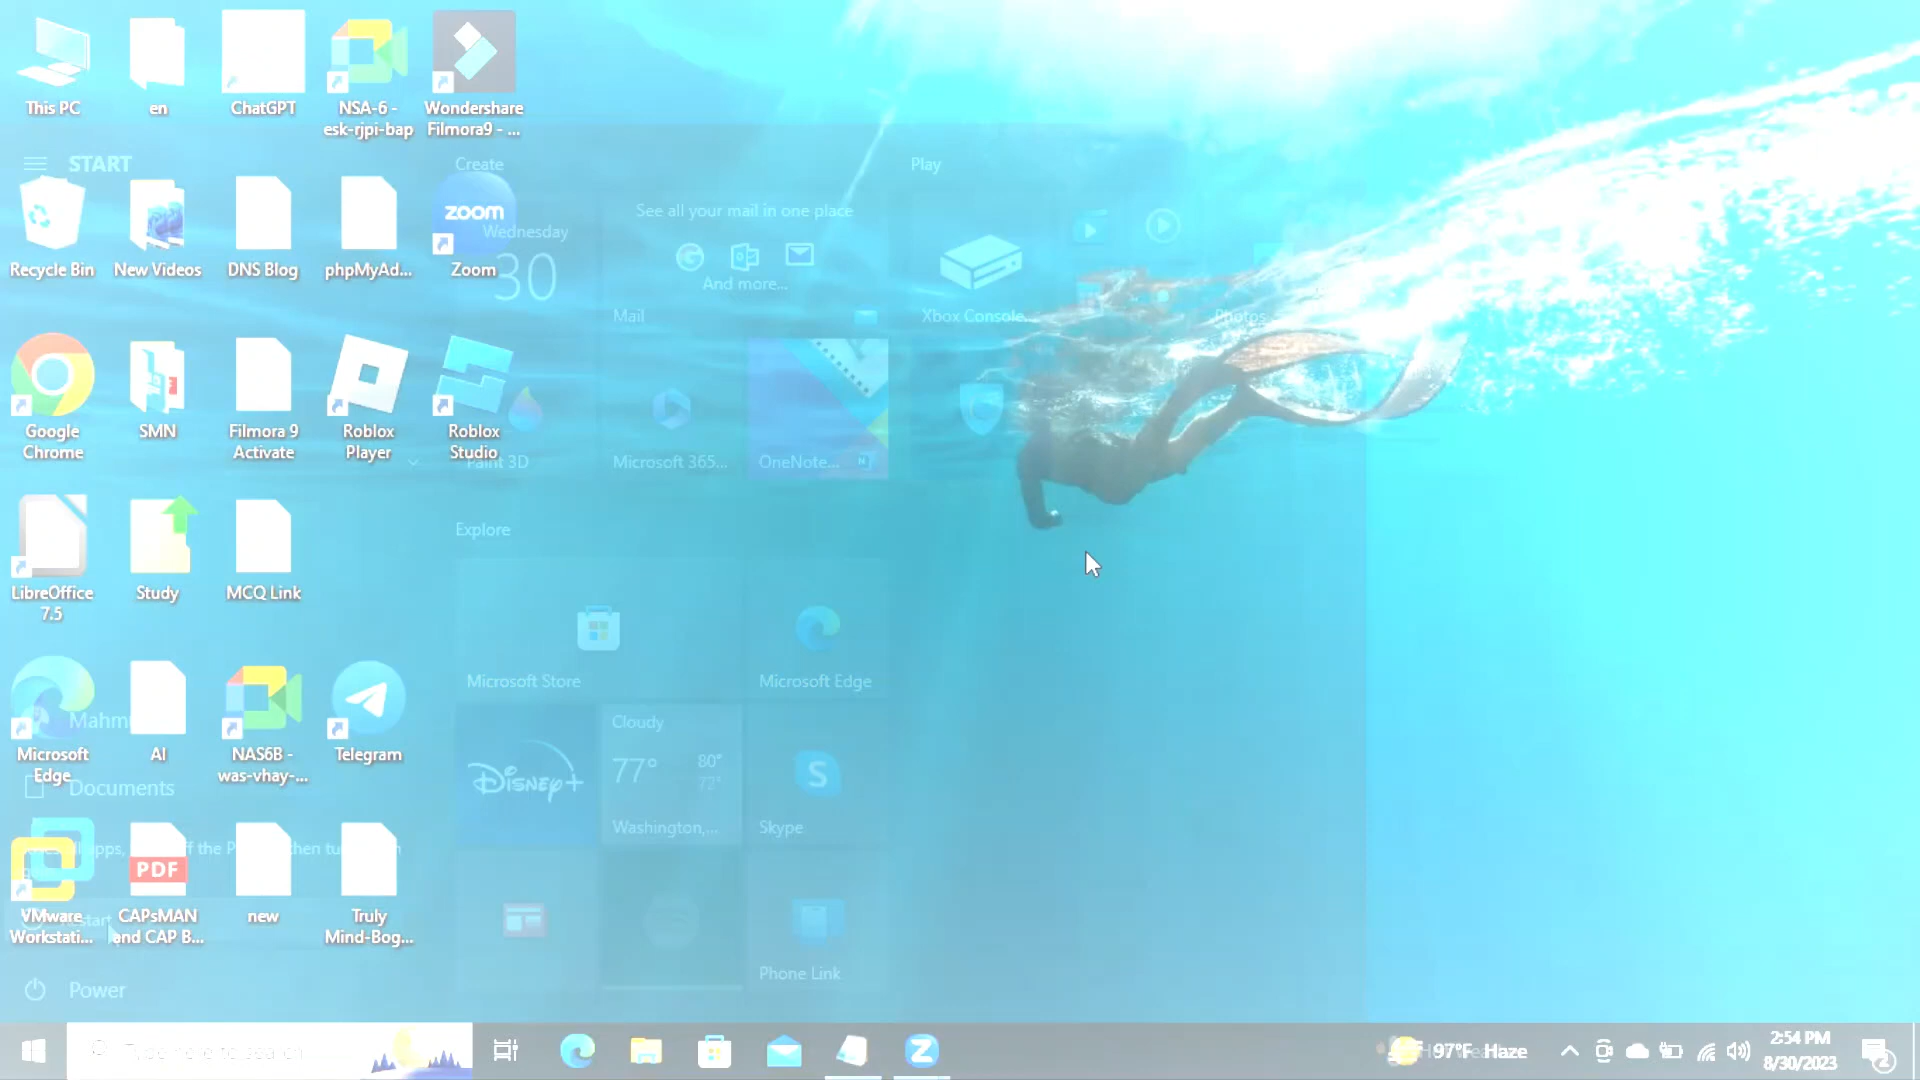 This PC
en
ChatGPT
NSA-6 -
esk-rjpi-bap
Wondershare
Filmora9 - ...
START
Create
Play
Recycle Bin
New Videos
DNS Blog
phpMyAd...
zoom
Zoom
Wednesday
30
See all your mail in one place
And more...
Mail
Xbox Console...
Photos
Google
Chrome
SMN
Filmora 9
Activate
Roblox
Player
Roblox
Studio
Paint 3D
Microsoft 365...
OneNote...
LibreOffice
7.5
Study
MCQ Link
Explore
Microsoft Store
Microsoft Edge
Microsoft
Edge
AI
NAS6B -
was-vhay-...
Telegram
Documents
Disney+
Cloudy
77°
80°
72°
Washington,...
S
Skype
VMware
Workstati...
PDF
CAPsMAN
and CAP B...
new
Truly
Mind-Bog...
Phone Link
Power
Type here to search
97°F Haze
2:54 PM
8/30/2023
2